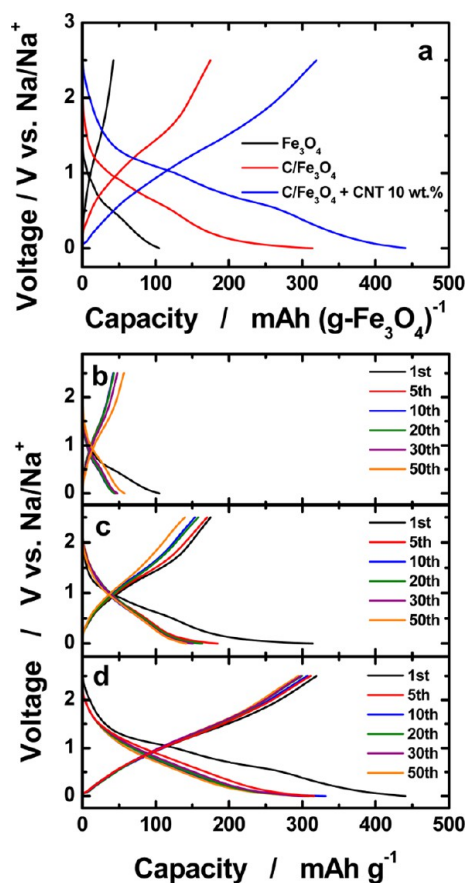 a
3
2
1
0
Voltage / V vs. Na/Na⁺
Fe₃O₄
C/Fe₃O₄
C/Fe₃O₄ + CNT 10 wt.%
0 100 200 300 400 500
Capacity / mAh (g-Fe₃O₄)⁻¹
b
2
1
0
1st
5th
10th
20th
30th
50th
c
2
1
0
1st
5th
10th
20th
30th
50th
d
2
1
0
1st
5th
10th
20th
30th
50th
Voltage / V vs. Na/Na⁺
0 100 200 300 400 500
Capacity / mAh g⁻¹